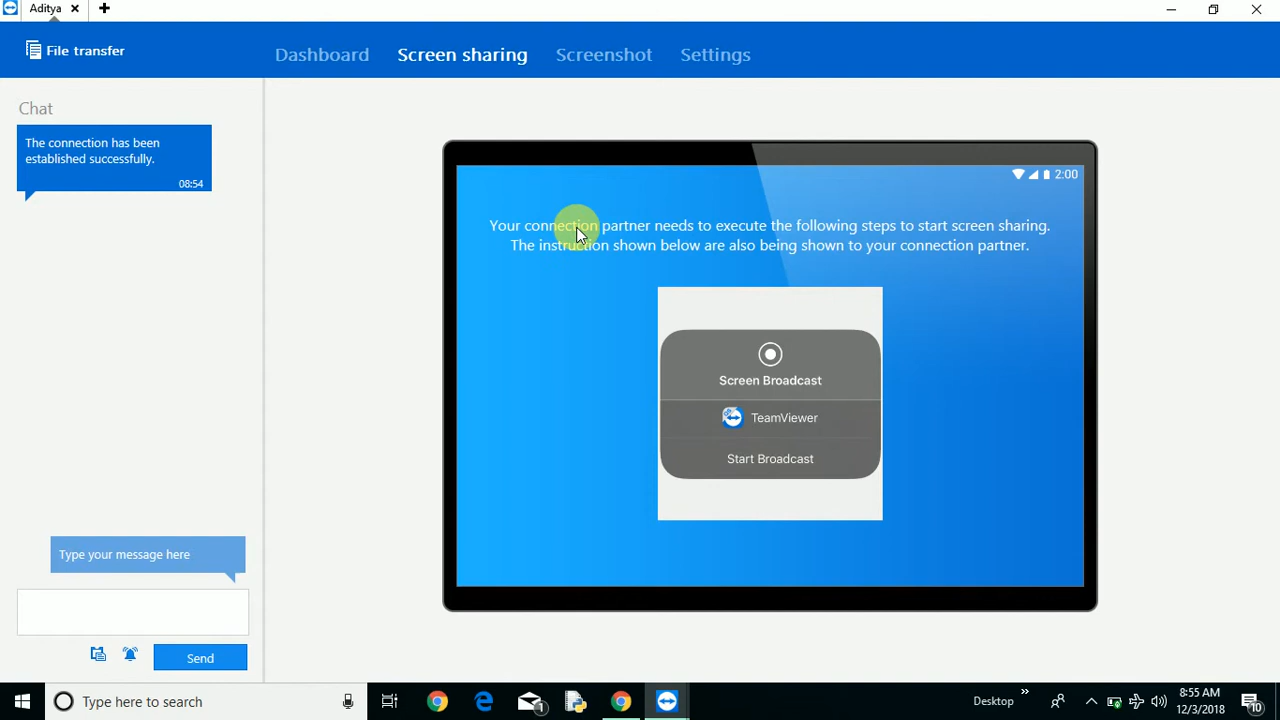 Aditya
File transfer
Dashboard
Screen sharing
Screenshot
Settings
Chat
The connection has been
established successfully.
08:54
2:00
Your connection partner needs to execute the following steps to start screen sharing.
The instruction shown below are also being shown to your connection partner.
Screen Broadcast
TeamViewer
Start Broadcast
Type your message here
Send
Type here to search
1
Desktop
8:55 AM
12/3/2018
10